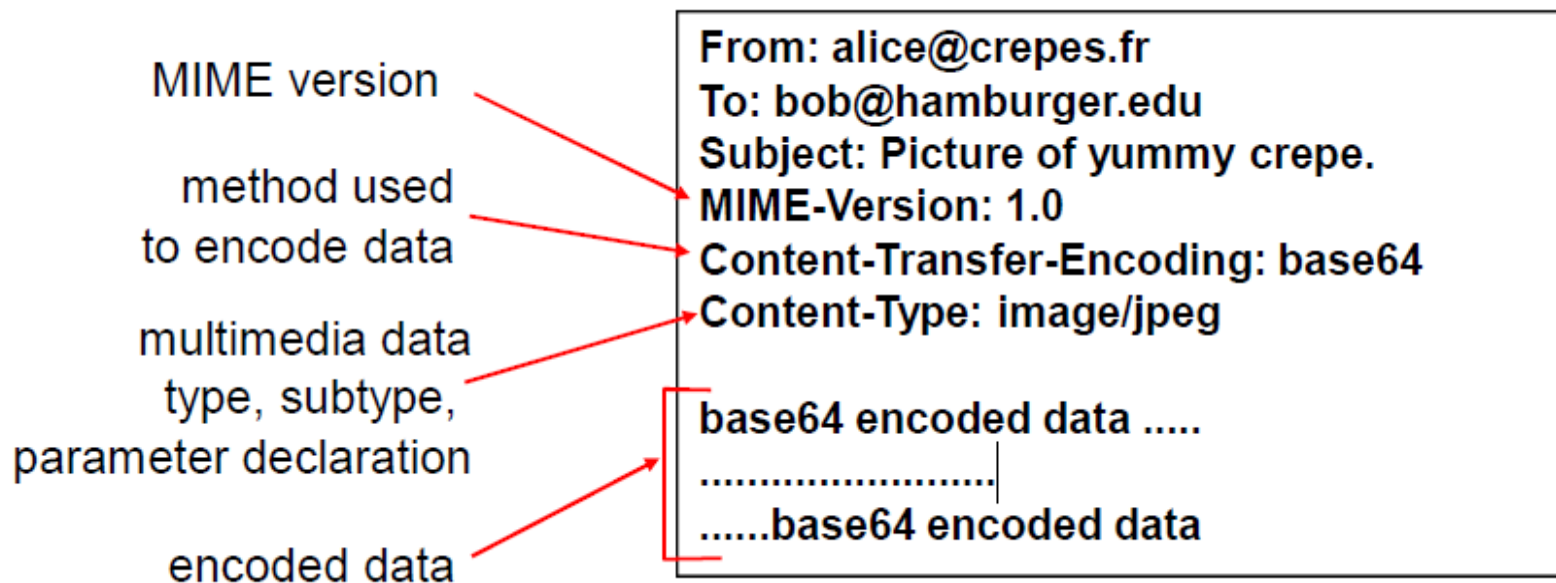 MIME version
method used
to encode data
multimedia data
type, subtype,
parameter declaration
encoded data
From: alice@crepes.fr
To: bob@hamburger.edu
Subject: Picture of yummy crepe.
MIME-Version: 1.0
Content-Transfer-Encoding: base64
Content-Type: image/jpeg
base64 encoded data .....
.........................
......base64 encoded data